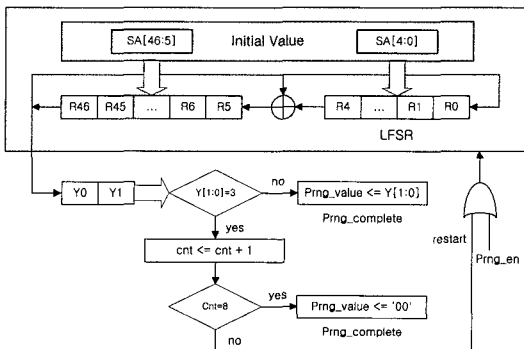 Initial Value
SA[46:5]
SA[4:0]
R46 R45 ... R6 R5
R4 ... R1 R0
LFSR
Y0 Y1
Y[1:0]=3
no
Prng_value <= Y[1:0]
Prng_complete
yes
restart
Prng_en
cnt <= cnt + 1
Cnt=8
yes
Prng_value <= '00'
Prng_complete
no